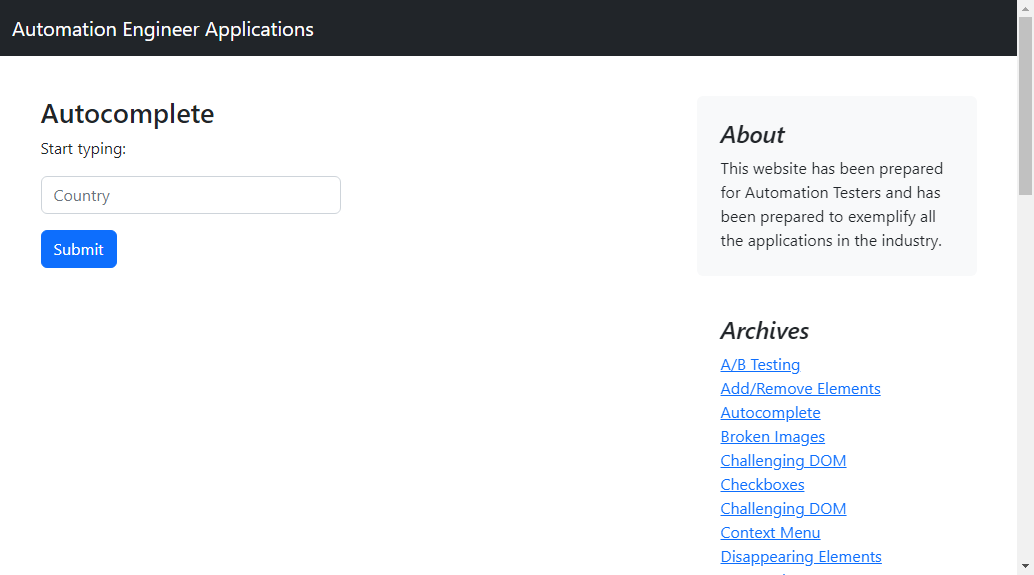 Automation Engineer Applications
Autocomplete
Start typing:
Country
Submit
About
This website has been prepared
for Automation Testers and has
been prepared to exemplify all
the applications in the industry.
Archives
A/B Testing
Add/Remove Elements
Autocomplete
Broken Images
Challenging DOM
Checkboxes
Challenging DOM
Context Menu
Disappearing Elements